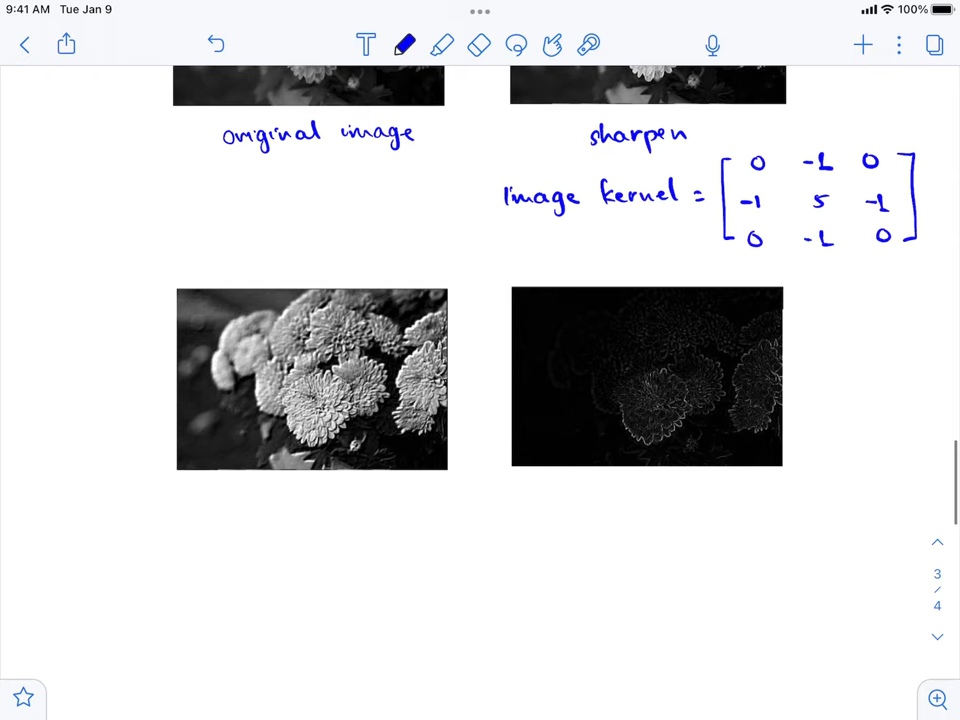 9:41 AM Tue Jan 9
100%
T
original image
sharpen
Image kernel = [ 0 -1 0
-1 5 -1
0 -1 0 ]
3
/
4